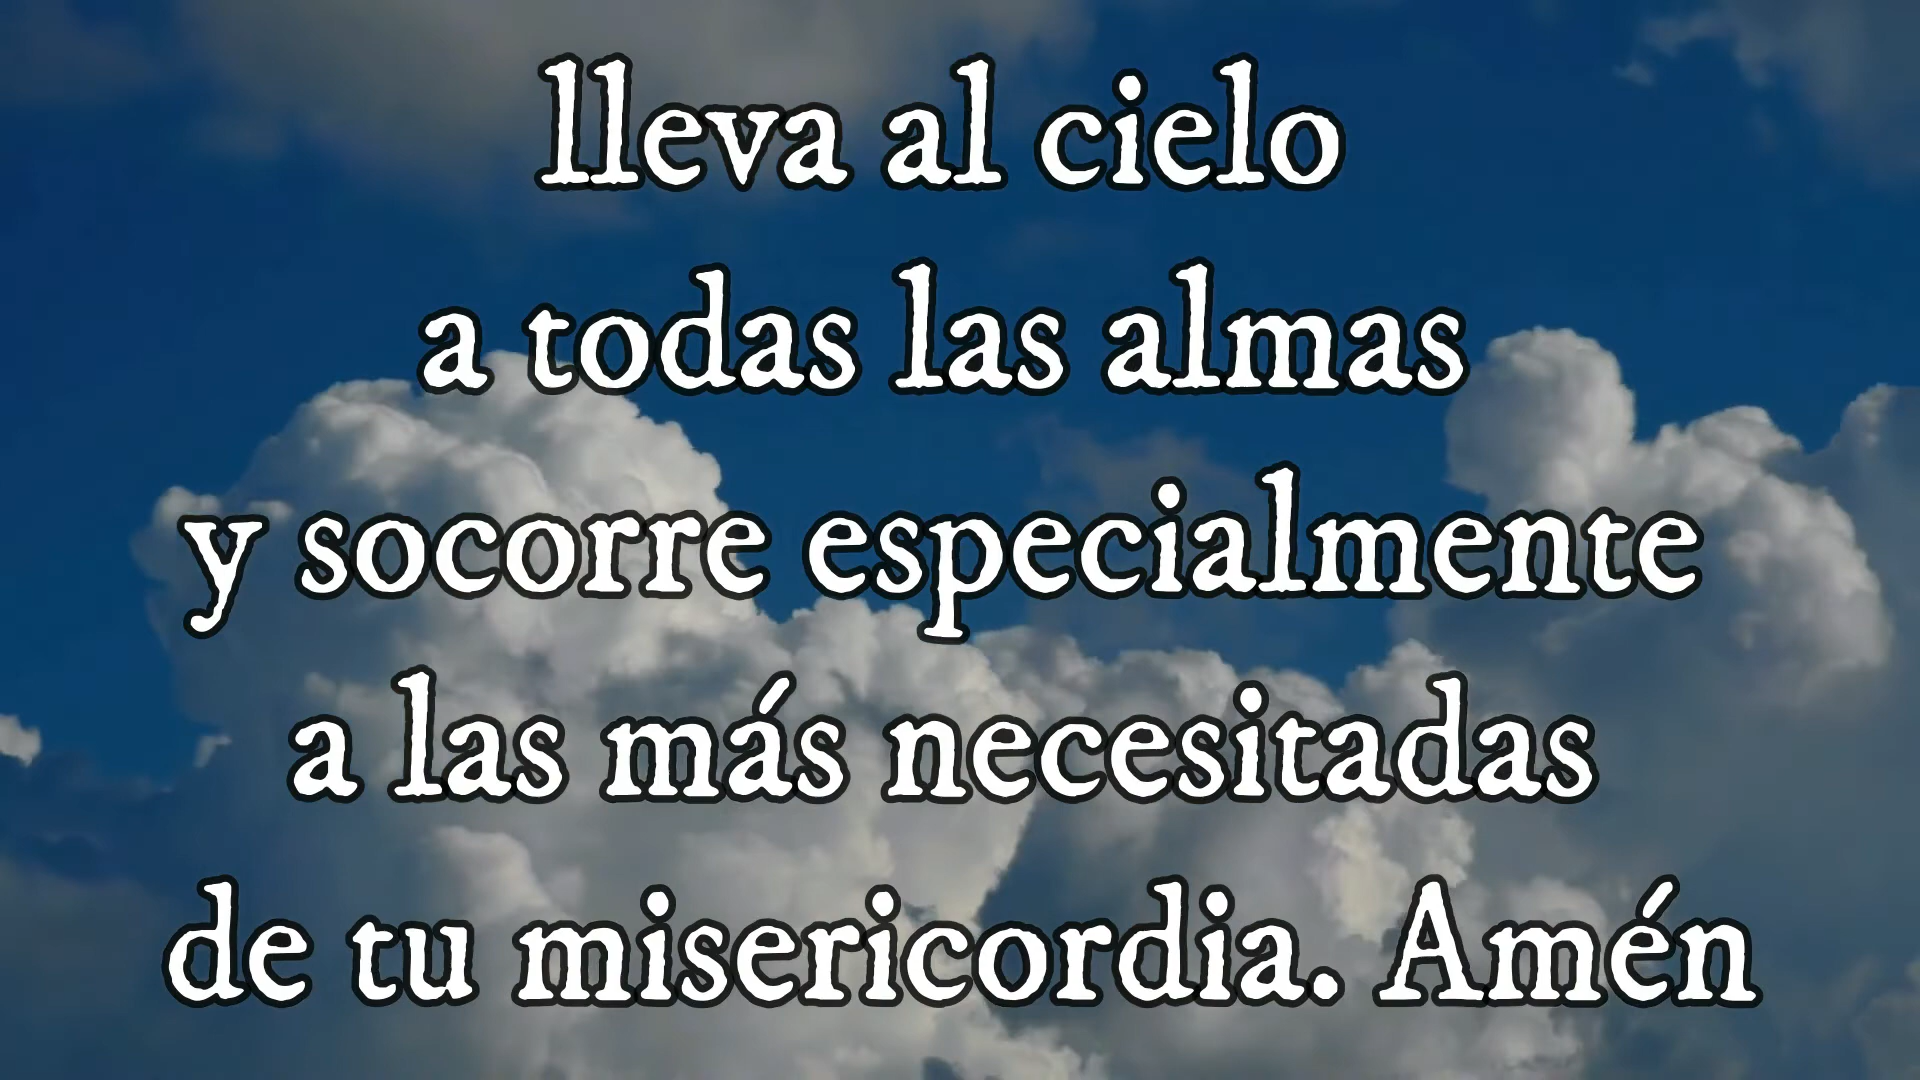 lleva al cielo
a todas las almas
y socorre especialmente
a las más necesitadas
de tu misericordia. Amén